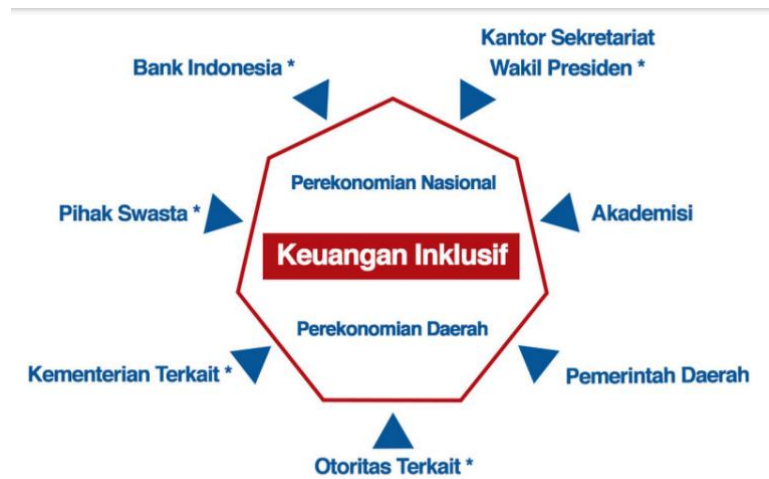 Kantor Sekretariat
Wakil Presiden *
Bank Indonesia *
Perekonomian Nasional
Pihak Swasta *
Akademisi
Keuangan Inklusif
Perekonomian Daerah
Kementerian Terkait *
Pemerintah Daerah
Otoritas Terkait *